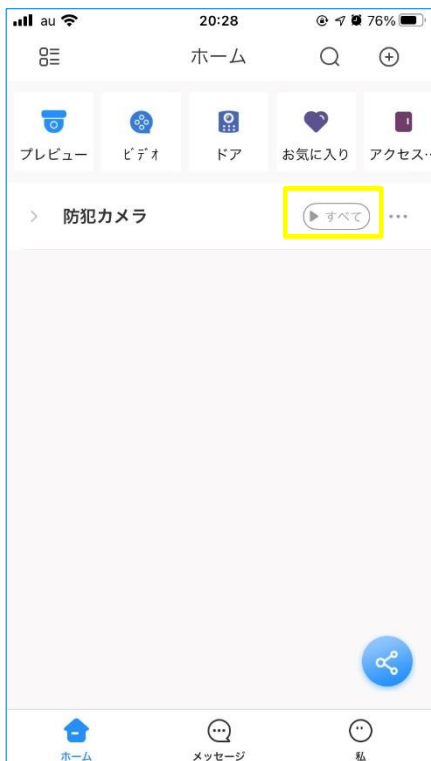 au 20:28 76%
ホーム
プレビュー ビデオ ドア お気に入り アクセス…
防犯カメラ すべて
ホーム メッセージ 私